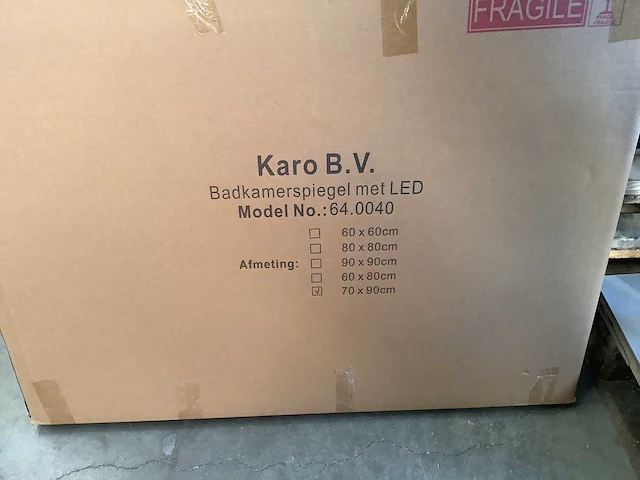 FRAGILE
Karo B.V.
Badkamerspiegel met LED
Model No.: 64.0040
☐ 60 x 60cm
☐ 80 x 80cm
Afmeting: ☐ 90 x 90cm
☐ 60 x 80cm
☑ 70 x 90cm